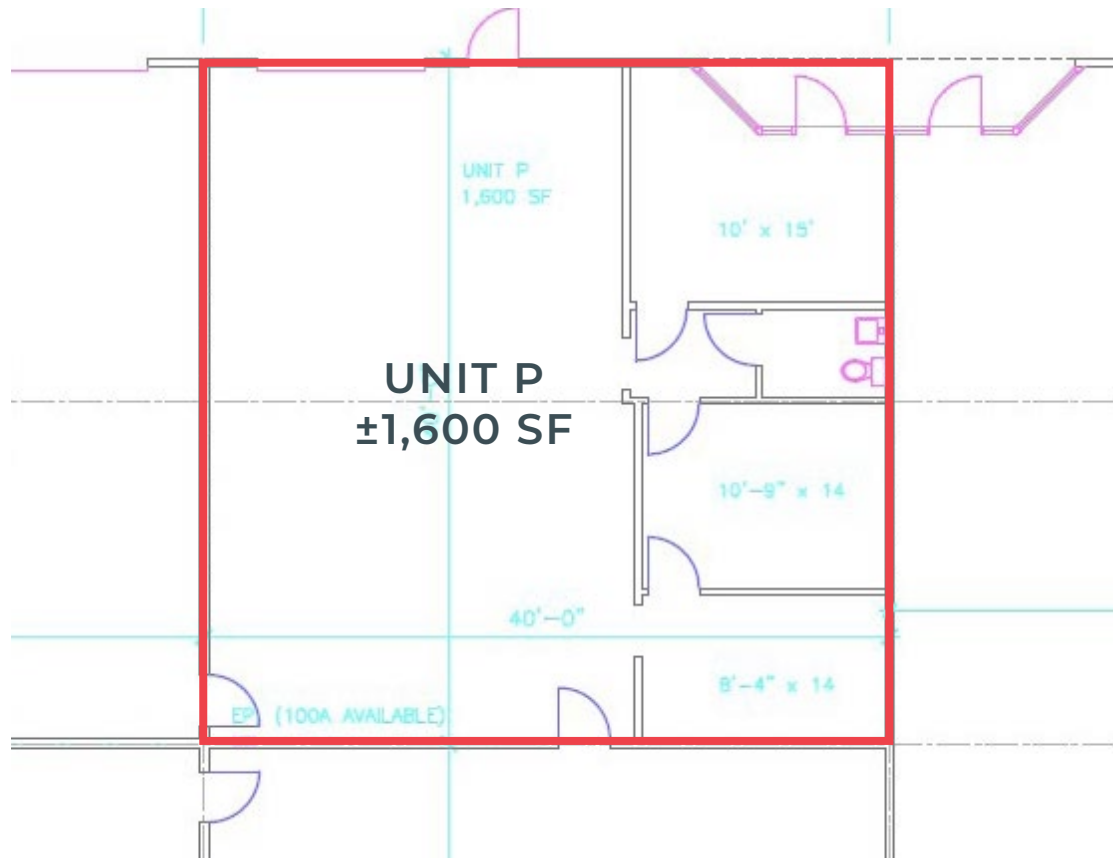 UNIT P
1,600 SF
10' x 15'
UNIT P
±1,600 SF
10'-9" x 14
40'-0"
8'-4" x 14
EP (100A AVAILABLE)